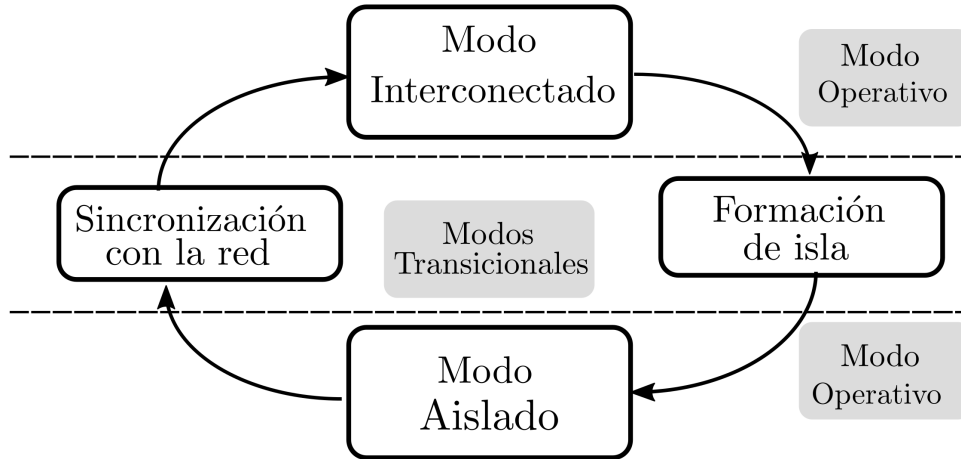 Modo
Interconectado
Modo
Operativo
Sincronización
con la red
Modos
Transicionales
Formación
de isla
Modo
Aislado
Modo
Operativo